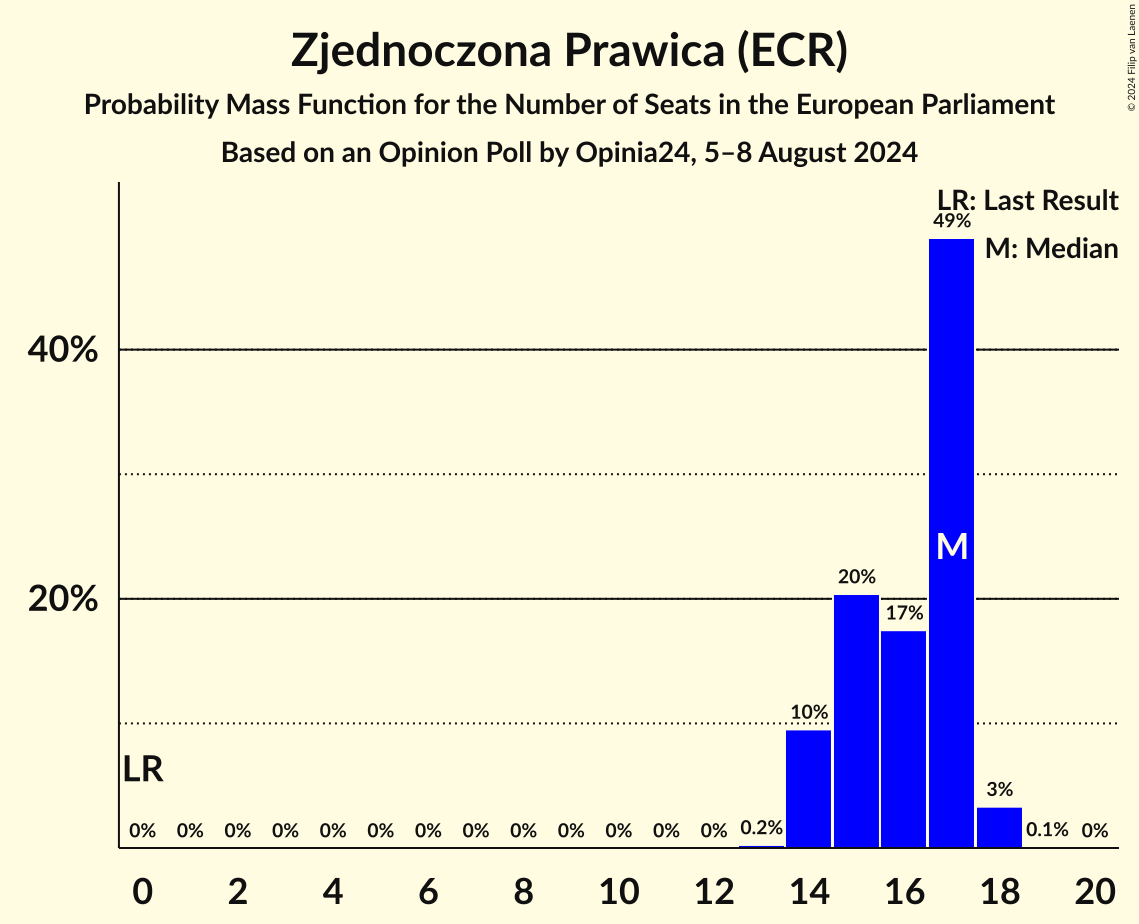 Zjednoczona Prawica (ECR)
Probability Mass Function for the Number of Seats in the European Parliament
Based on an Opinion Poll by Opinia24, 5–8 August 2024
© 2024 Filip van Laenen
LR: Last Result
M: Median
49%
40%
20%
M
20%
17%
10%
LR
3%
0% 0% 0% 0% 0% 0% 0% 0% 0% 0% 0% 0% 0% 0.2% 0.1% 0%
0 2 4 6 8 10 12 14 16 18 20